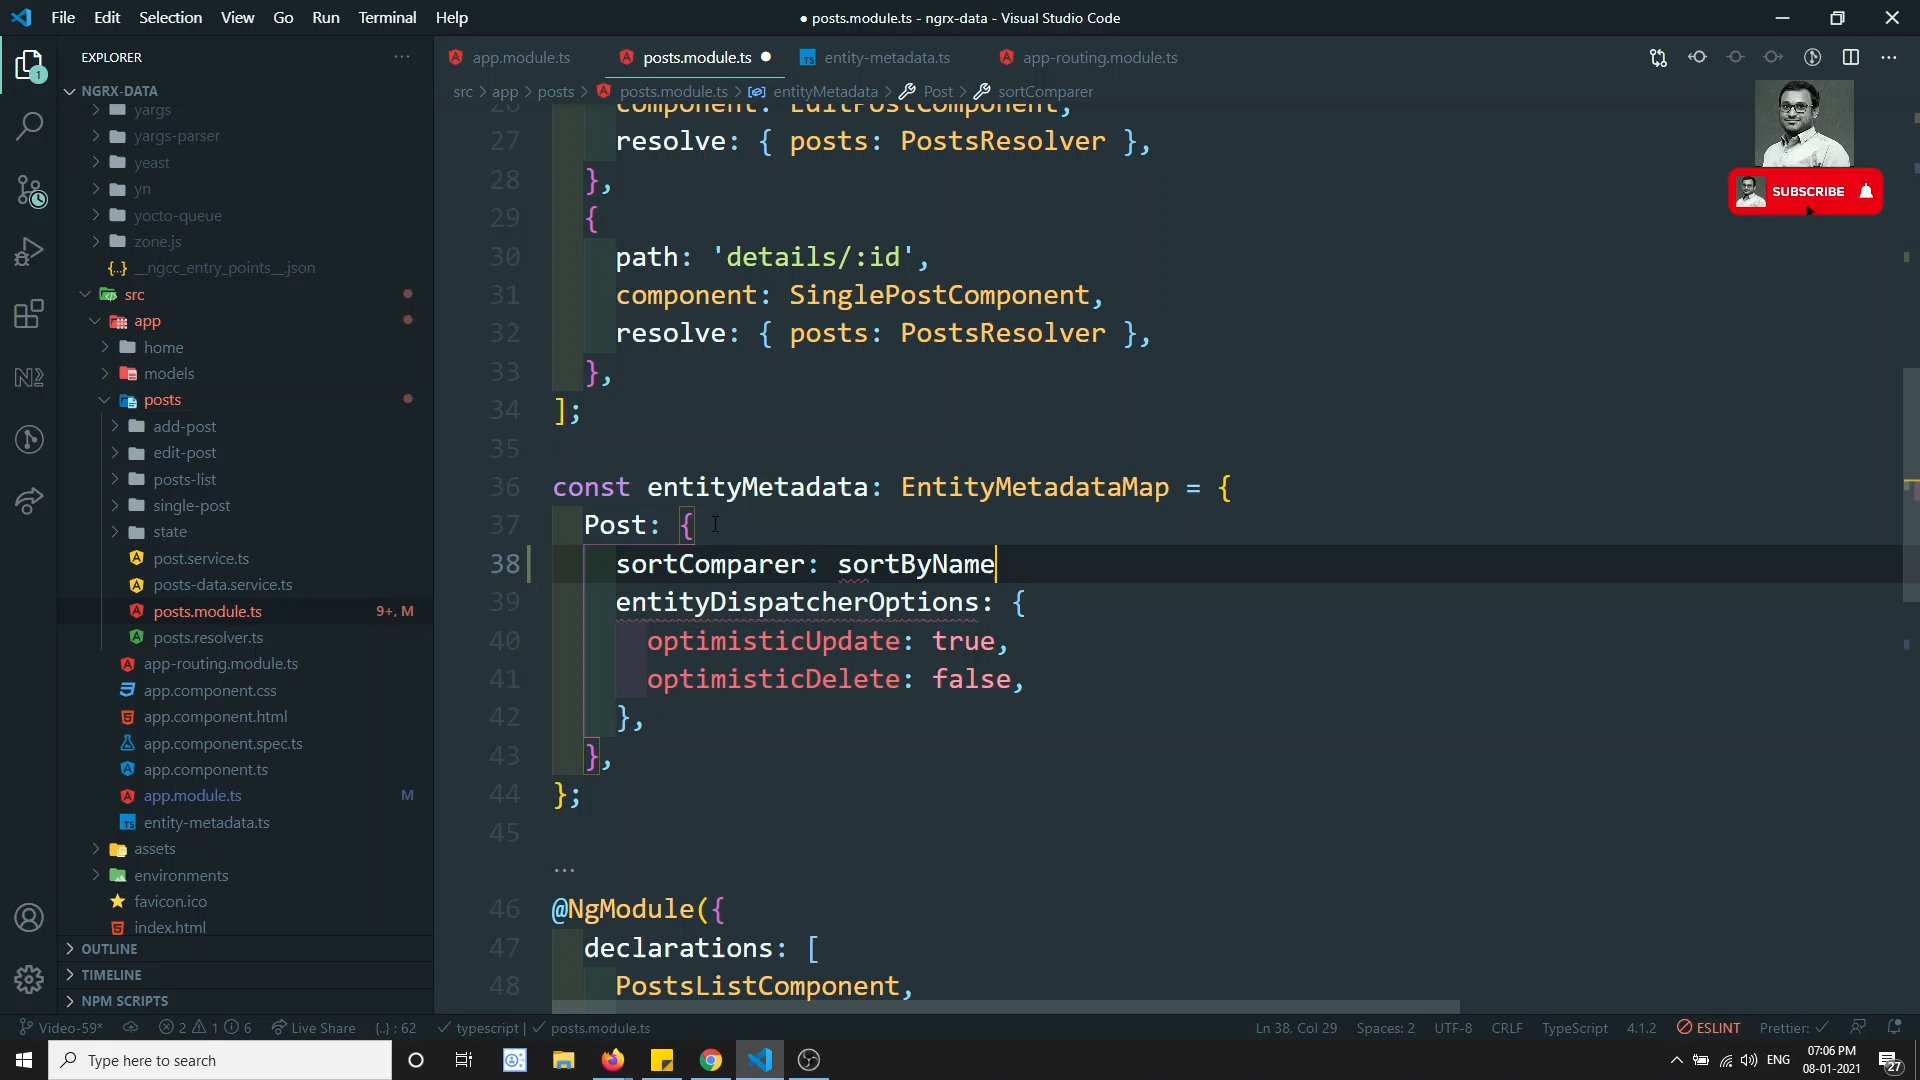 File Edit Selection View Go Run Terminal Help
● posts.module.ts - ngrx-data - Visual Studio Code
EXPLORER ...
app.module.ts
posts.module.ts
entity-metadata.ts
app-routing.module.ts
NGRX-DATA
src > app > posts > posts.module.ts > entityMetadata > Post > sortComparer
yargs
yargs-parser
yeast
yn
yocto-queue
zone.js
{..} __ngcc_entry_points__.json
src
app
home
models
posts
add-post
edit-post
posts-list
single-post
state
post.service.ts
posts-data.service.ts
posts.module.ts 9+, M
posts.resolver.ts
app-routing.module.ts
app.component.css
app.component.html
app.component.spec.ts
app.component.ts
app.module.ts M
entity-metadata.ts
assets
environments
favicon.ico
index.html
OUTLINE
TIMELINE
NPM SCRIPTS
26 component: EditPostComponent,
27 resolve: { posts: PostsResolver },
28 },
29 {
30 path: 'details/:id',
31 component: SinglePostComponent,
32 resolve: { posts: PostsResolver },
33 },
34 ];
35
36 const entityMetadata: EntityMetadataMap = {
37 Post: {
38 sortComparer: sortByName
39 entityDispatcherOptions: {
40 optimisticUpdate: true,
41 optimisticDelete: false,
42 },
43 },
44 };
45
...
46 @NgModule({
47 declarations: [
48 PostsListComponent,
SUBSCRIBE
1
Video-59* 2 1 6 Live Share {..} : 62 typescript | posts.module.ts
Ln 38, Col 29 Spaces: 2 UTF-8 CRLF TypeScript 4.1.2 ESLINT Prettier:
Type here to search
ENG
07:06 PM
08-01-2021
27